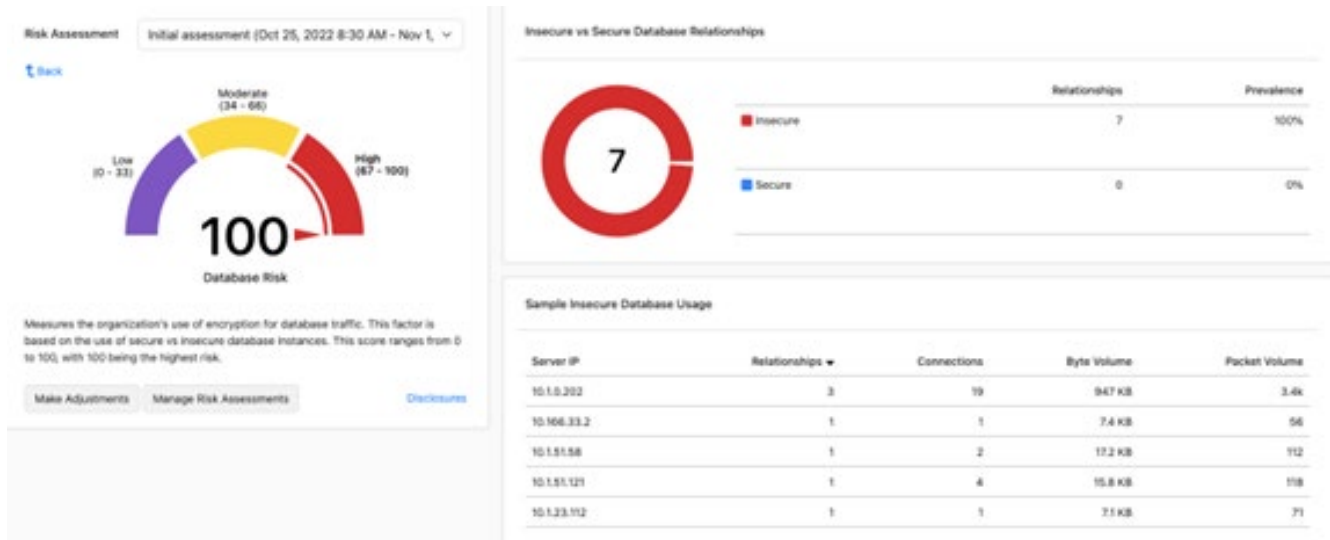 Risk Assessment
Initial assessment (Oct 25, 2022 8:30 AM - Nov 1,
Back
Moderate
(34 - 66)
Low
(0 - 33)
High
(67 - 100)
100
Database Risk
Measures the organization's use of encryption for database traffic. This factor is
based on the use of secure vs insecure database instances. This score ranges from 0
to 100, with 100 being the highest risk.
Make Adjustments Manage Risk Assessments Disclosures
Insecure vs Secure Database Relationships
7
Relationships Prevalence
Insecure 7 100%
Secure 0 0%
Sample Insecure Database Usage
Server IP Relationships Connections Byte Volume Packet Volume
10.1.0.202 3 19 947 KB 3.4k
10.166.33.2 1 1 7.4 KB 56
10.1.51.58 1 2 17.2 KB 112
10.1.51.121 1 4 15.8 KB 118
10.1.23.112 1 1 7.1 KB 71